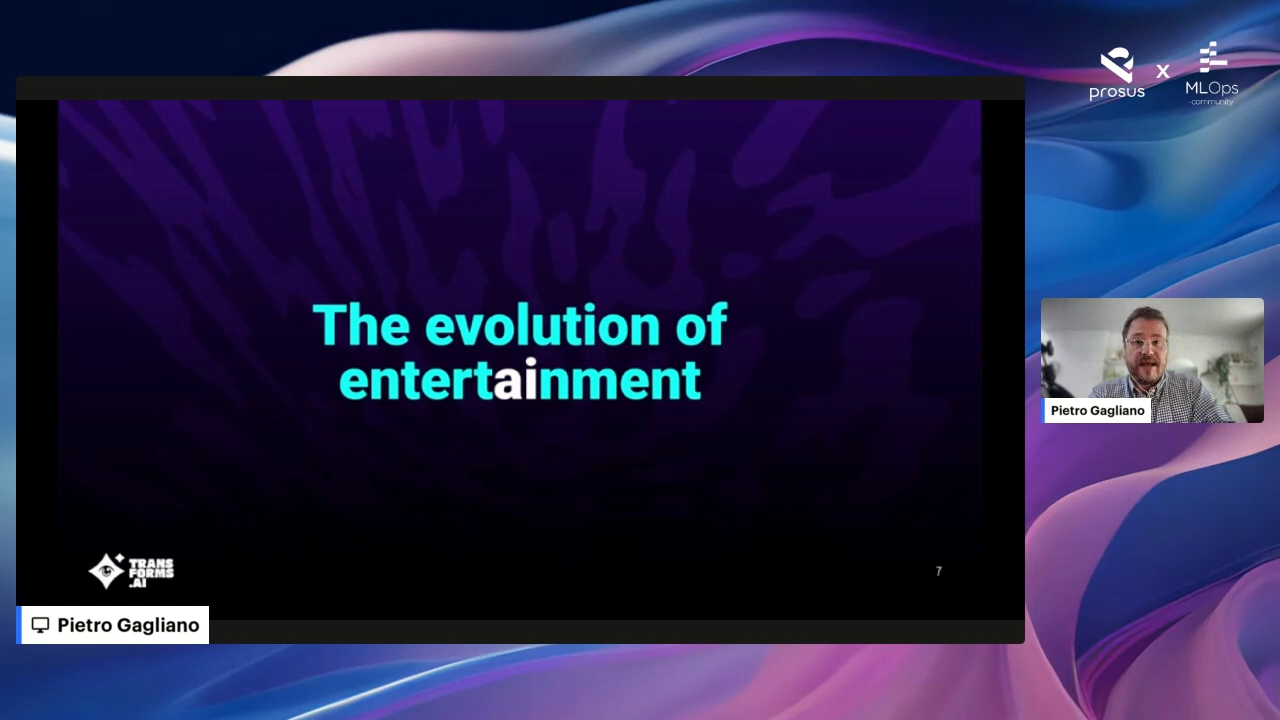 prosus
x
MLOps
community
The evolution of
entertainment
TRANS
FORMS
.AI
7
Pietro Gagliano
Pietro Gagliano